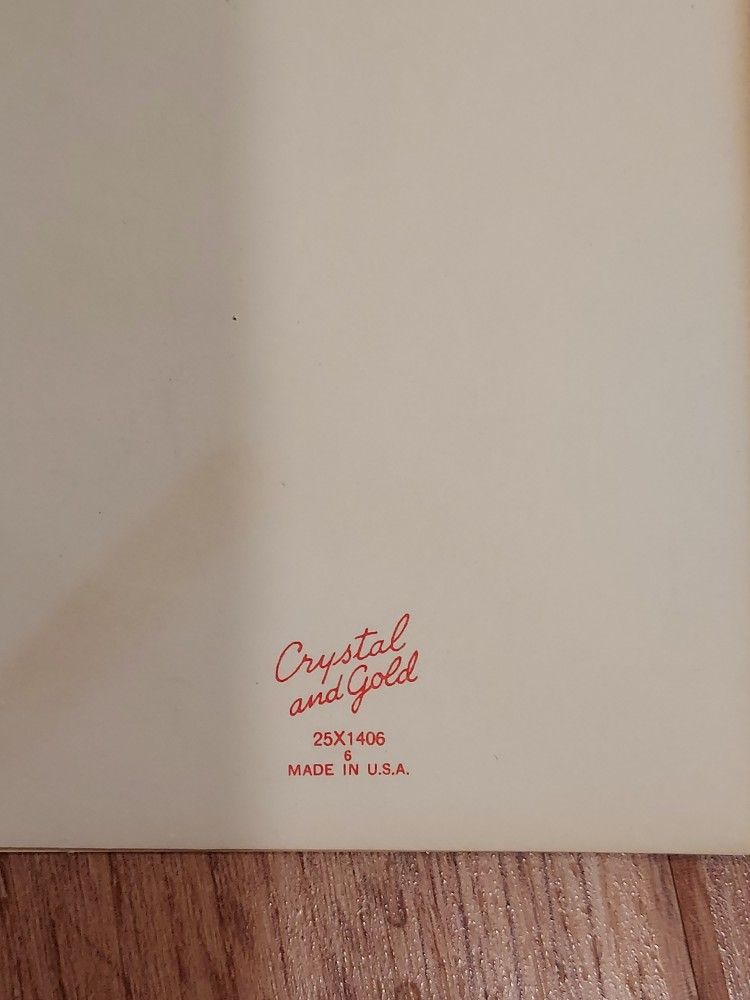 Crystal
and Gold
25X1406
6
MADE IN U.S.A.